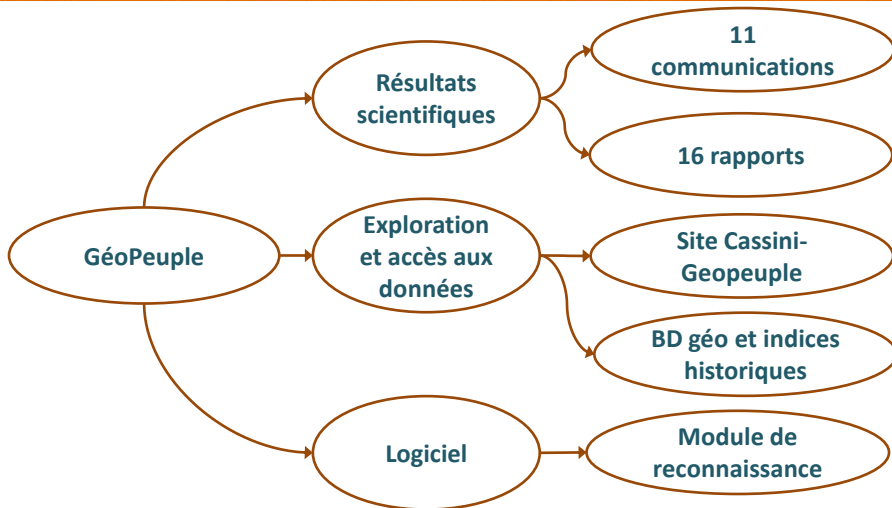 GéoPeuple
Résultats
scientifiques
11
communications
16 rapports
Exploration
et accès aux
données
Site Cassini-
Geopeuple
BD géo et indices
historiques
Logiciel
Module de
reconnaissance